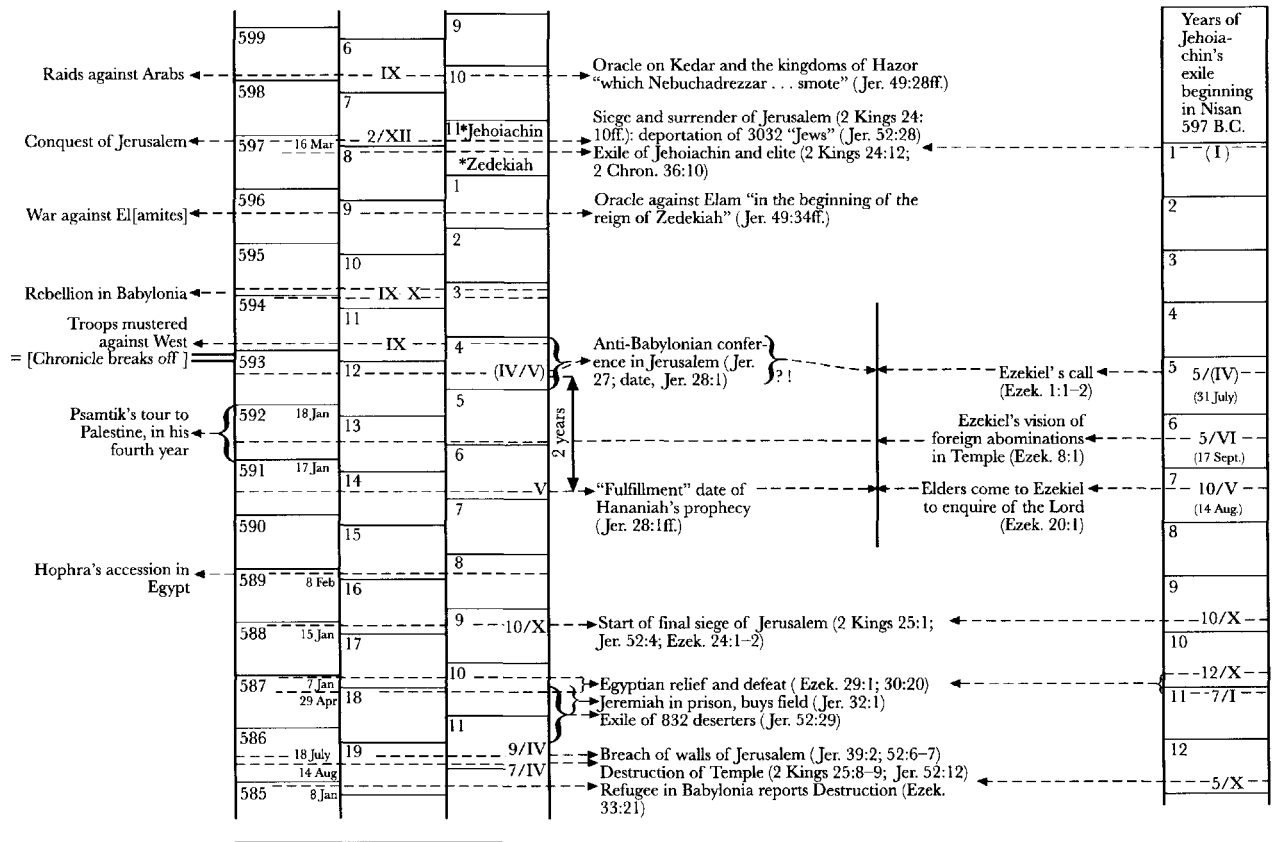 599
6
9
Raids against Arabs
IX
10
Oracle on Kedar and the kingdoms of Hazor
"which Nebuchadrezzar . . . smote" (Jer. 49:28ff.)
598
7
Conquest of Jerusalem
597
16 Mar
2/XII
8
11*Jehoiachin
*Zedekiah
Siege and surrender of Jerusalem (2 Kings 24:
10ff.): deportation of 3032 "Jews" (Jer. 52:28)
Exile of Jehoiachin and elite (2 Kings 24:12;
2 Chron. 36:10)
Years of
Jehoia-
chin's
exile
beginning
in Nisan
597 B.C.
1
(I)
1
596
War against El[amites]
9
Oracle against Elam "in the beginning of the
reign of Zedekiah" (Jer. 49:34ff.)
2
2
595
10
3
Rebellion in Babylonia
594
IX X
3
Troops mustered
against West
11
IX
4
4
= [Chronicle breaks off ]
593
12
(IV/V)
Anti-Babylonian confer-
ence in Jerusalem (Jer.
27; date, Jer. 28:1)
?!
Ezekiel's call
(Ezek. 1:1–2)
5
5/(IV)
(31 July)
Psamtik's tour to
Palestine, in his
fourth year
592
18 Jan
13
5
2 years
Ezekiel's vision of
foreign abominations
in Temple (Ezek. 8:1)
6
5/VI
(17 Sept.)
591
17 Jan
14
6
V
"Fulfillment" date of
Hananiah's prophecy
(Jer. 28:1ff.)
Elders come to Ezekiel
to enquire of the Lord
(Ezek. 20:1)
7
10/V
(14 Aug.)
590
15
7
8
Hophra's accession in
Egypt
589
8 Feb
16
8
9
588
15 Jan
17
9
10/X
Start of final siege of Jerusalem (2 Kings 25:1;
Jer. 52:4; Ezek. 24:1–2)
10/X
10
587
7 Jan
29 Apr
18
10
Egyptian relief and defeat (Ezek. 29:1; 30:20)
Jeremiah in prison, buys field (Jer. 32:1)
Exile of 832 deserters (Jer. 52:29)
12/X
11
7/I
586
18 July
14 Aug
19
11
9/IV
7/IV
Breach of walls of Jerusalem (Jer. 39:2; 52:6–7)
Destruction of Temple (2 Kings 25:8–9; Jer. 52:12)
12
585
8 Jan
Refugee in Babylonia reports Destruction (Ezek.
33:21)
5/X